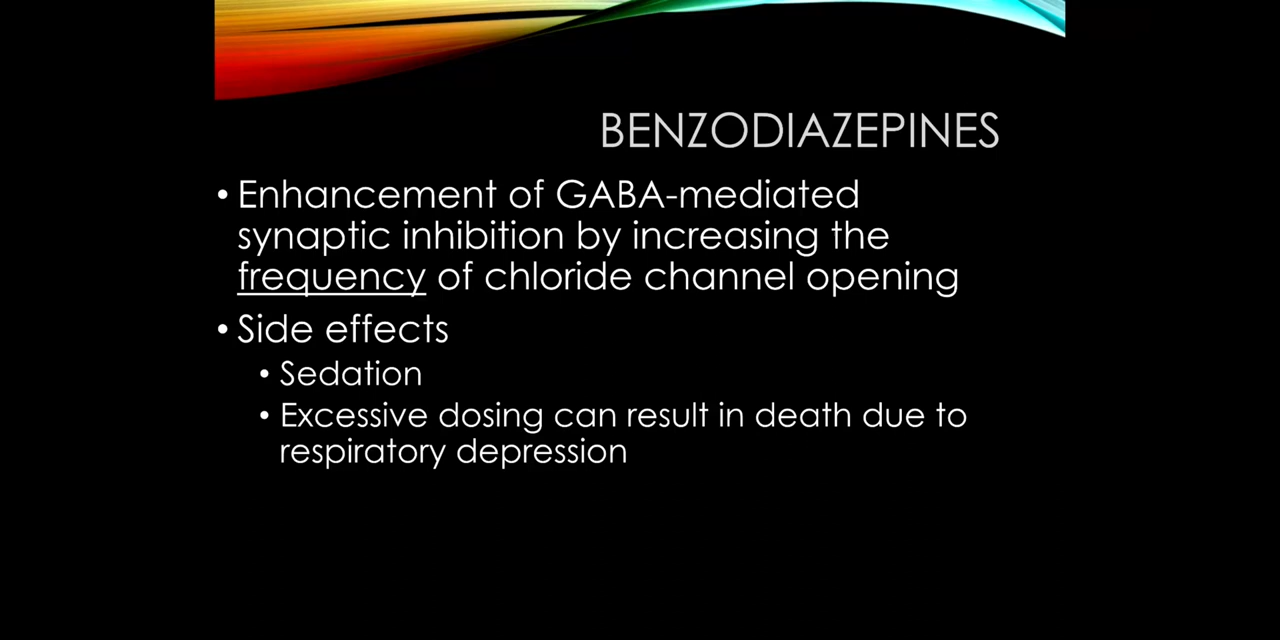 BENZODIAZEPINES
• Enhancement of GABA-mediated
synaptic inhibition by increasing the
frequency of chloride channel opening
• Side effects
• Sedation
• Excessive dosing can result in death due to
respiratory depression